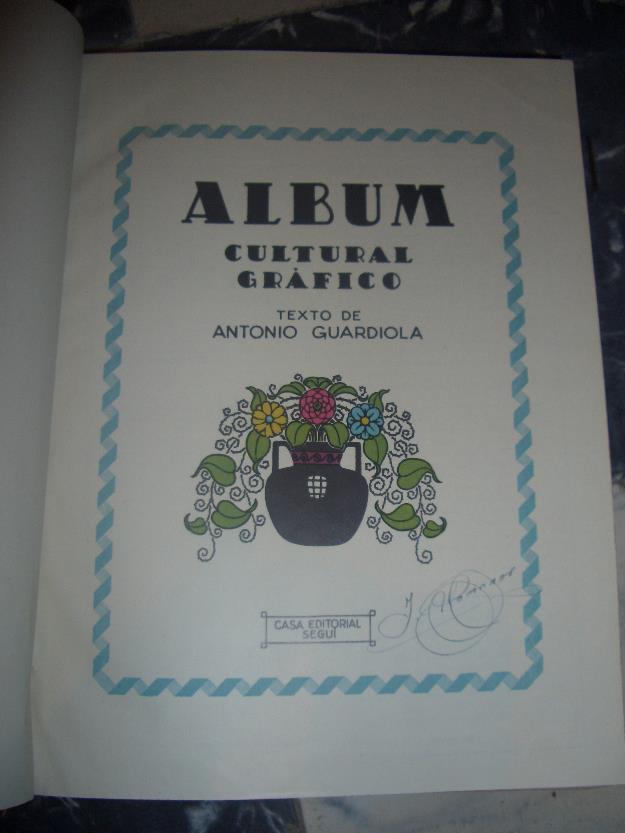 ALBUM
CULTURAL
GRÁFICO
TEXTO DE
ANTONIO GUARDIOLA
CASA EDITORIAL
SEGUÍ